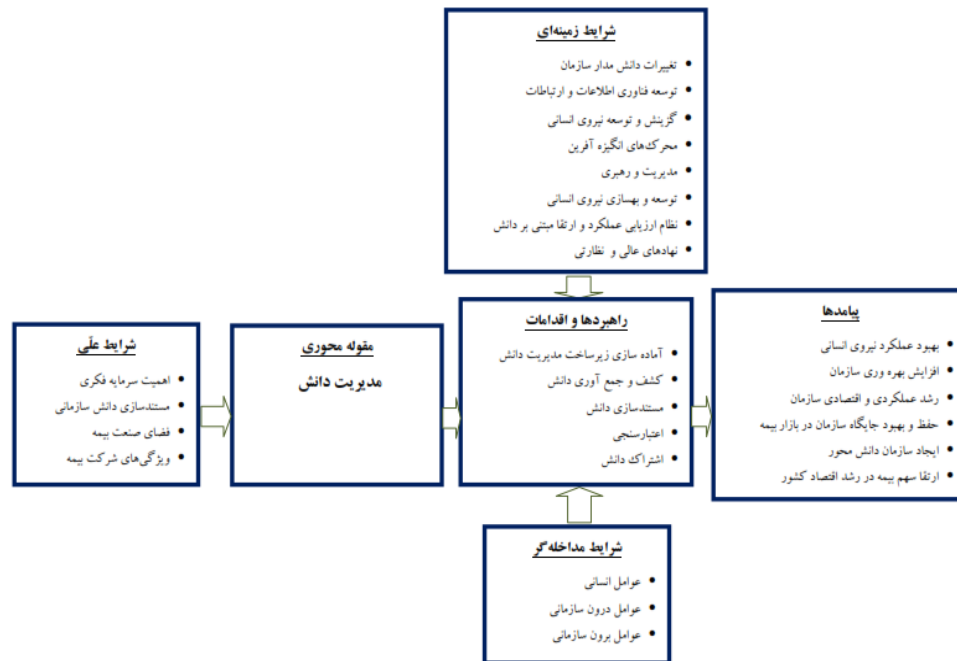 شرایط زمینه‌ای
تغییرات دانش مدار سازمان
توسعه فناوری اطلاعات و ارتباطات
گزینش و توسعه نیروی انسانی
محرک‌های انگیزه آفرین
مدیریت و رهبری
توسعه و بهسازی نیروی انسانی
نظام ارزیابی عملکرد و ارتقا مبتنی بر دانش
نهادهای عالی و نظارتی
شرایط علّی
اهمیت سرمایه فکری
مستندسازی دانش سازمانی
فضای صنعت بیمه
ویژگی‌های شرکت بیمه
مقوله محوری
مدیریت دانش
راهبردها و اقدامات
آماده سازی زیرساخت مدیریت دانش
کشف و جمع آوری دانش
مستندسازی دانش
اعتبارسنجی
اشتراک دانش
پیامدها
بهبود عملکرد نیروی انسانی
افزایش بهره وری سازمان
رشد عملکردی و اقتصادی سازمان
حفظ و بهبود جایگاه سازمان در بازار بیمه
ایجاد سازمان دانش محور
ارتقا سهم بیمه در رشد اقتصاد کشور
شرایط مداخله‌گر
عوامل انسانی
عوامل درون سازمانی
عوامل برون سازمانی